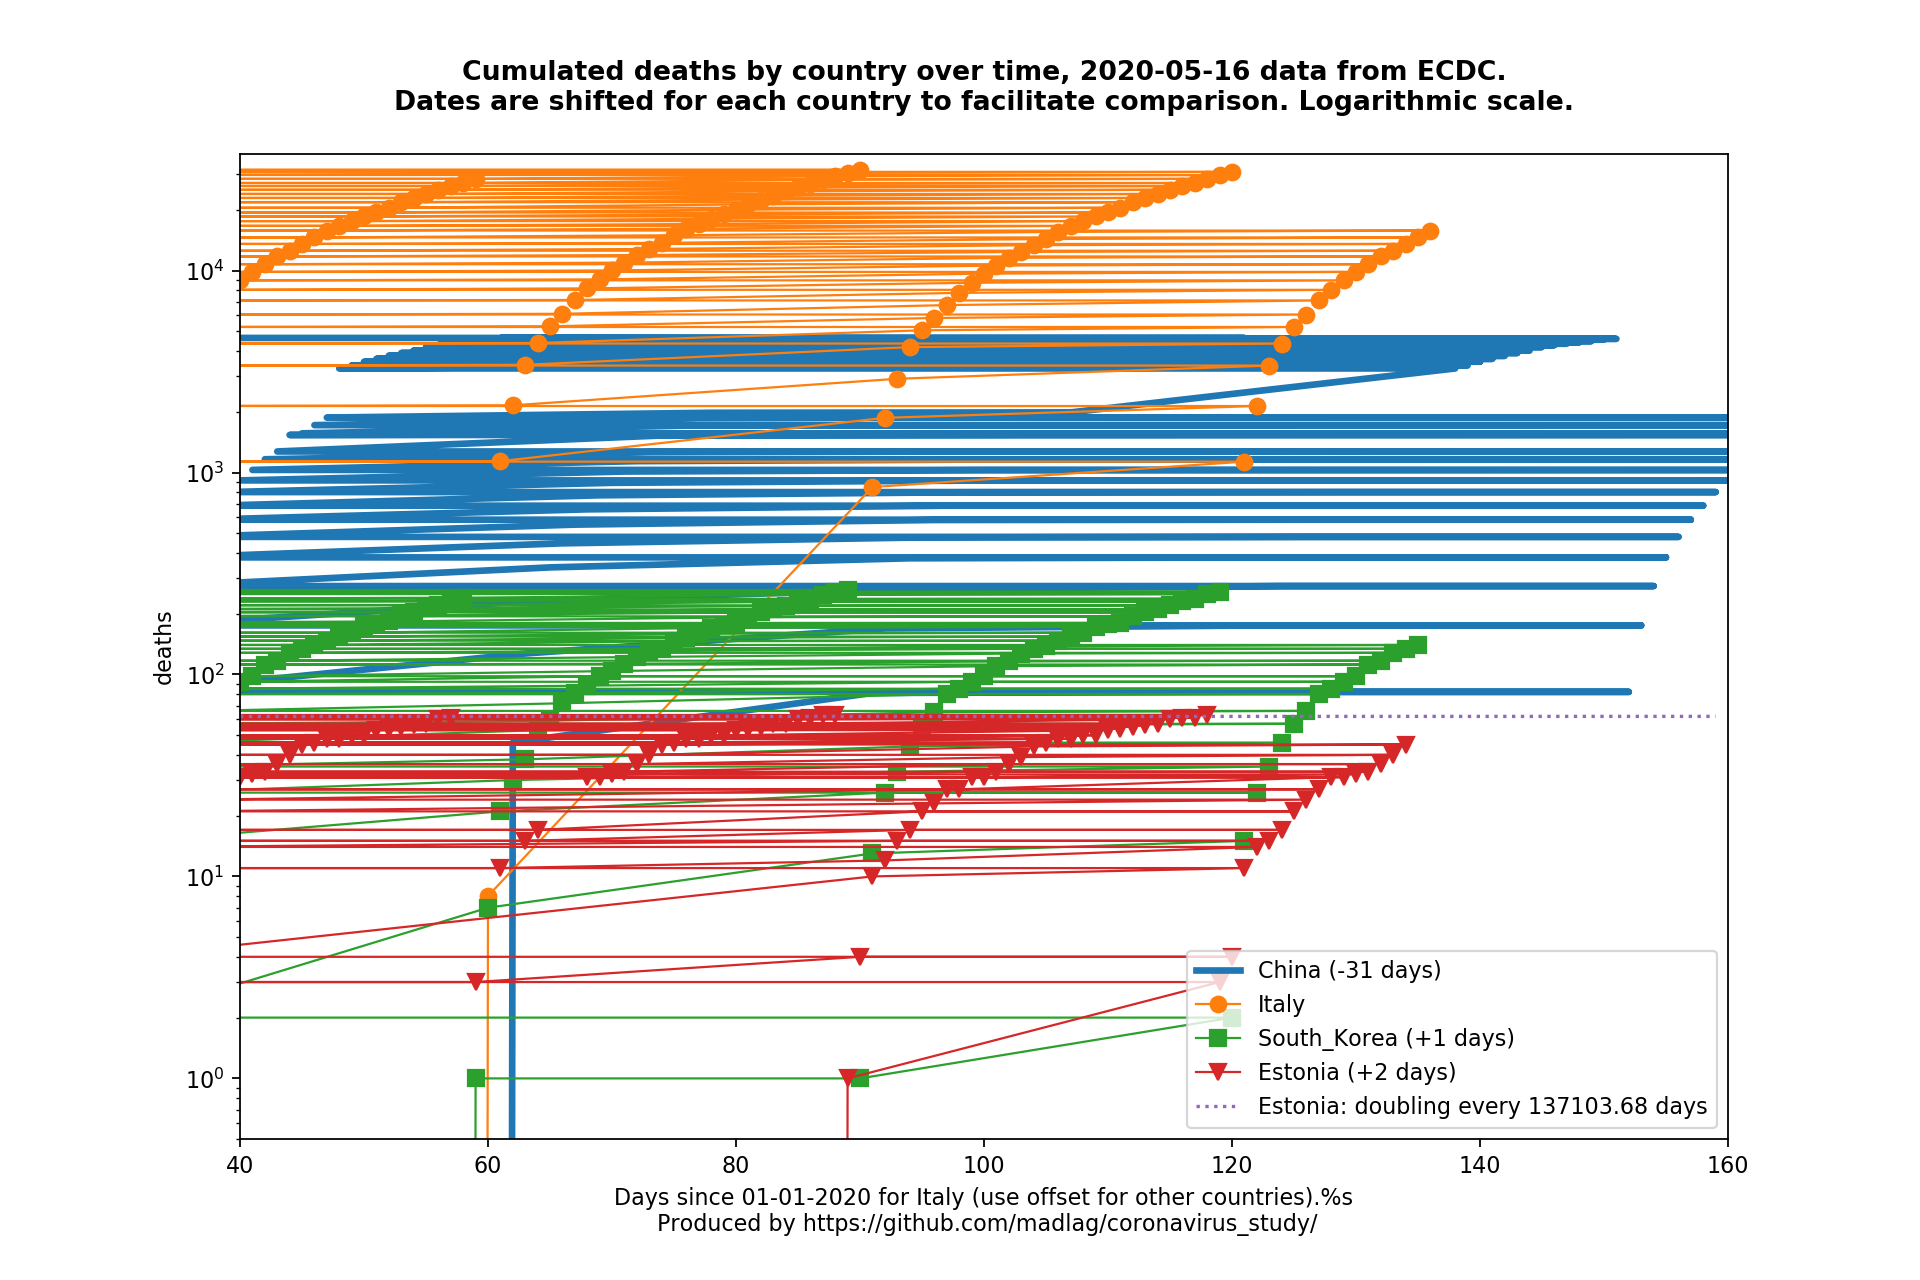 Cumulated deaths by country over time, 2020-05-16 data from ECDC.
Dates are shifted for each country to facilitate comparison. Logarithmic scale.
deaths
10⁴
10³
10²
10¹
10⁰
40 60 80 100 120 140 160
China (-31 days)
Italy
South_Korea (+1 days)
Estonia (+2 days)
Estonia: doubling every 137103.68 days
Days since 01-01-2020 for Italy (use offset for other countries).%s
Produced by https://github.com/madlag/coronavirus_study/